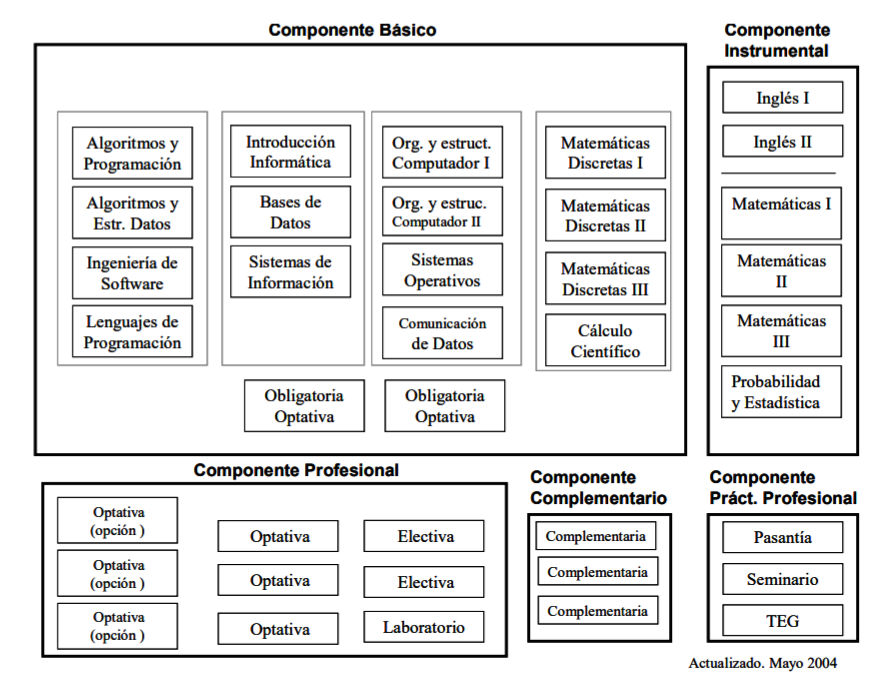 Componente Básico
Algoritmos y
Programación
Algoritmos y
Estr. Datos
Ingeniería de
Software
Lenguajes de
Programación
Introducción
Informática
Bases de
Datos
Sistemas de
Información
Org. y estruct.
Computador I
Org. y estruc.
Computador II
Sistemas
Operativos
Comunicación
de Datos
Matemáticas
Discretas I
Matemáticas
Discretas II
Matemáticas
Discretas III
Cálculo
Científico
Obligatoria
Optativa
Obligatoria
Optativa
Componente
Instrumental
Inglés I
Inglés II
Matemáticas I
Matemáticas
II
Matemáticas
III
Probabilidad
y Estadística
Componente Profesional
Optativa
(opción )
Optativa
(opción )
Optativa
(opción )
Optativa
Optativa
Optativa
Electiva
Electiva
Laboratorio
Componente
Complementario
Complementaria
Complementaria
Complementaria
Componente
Práct. Profesional
Pasantía
Seminario
TEG
Actualizado. Mayo 2004